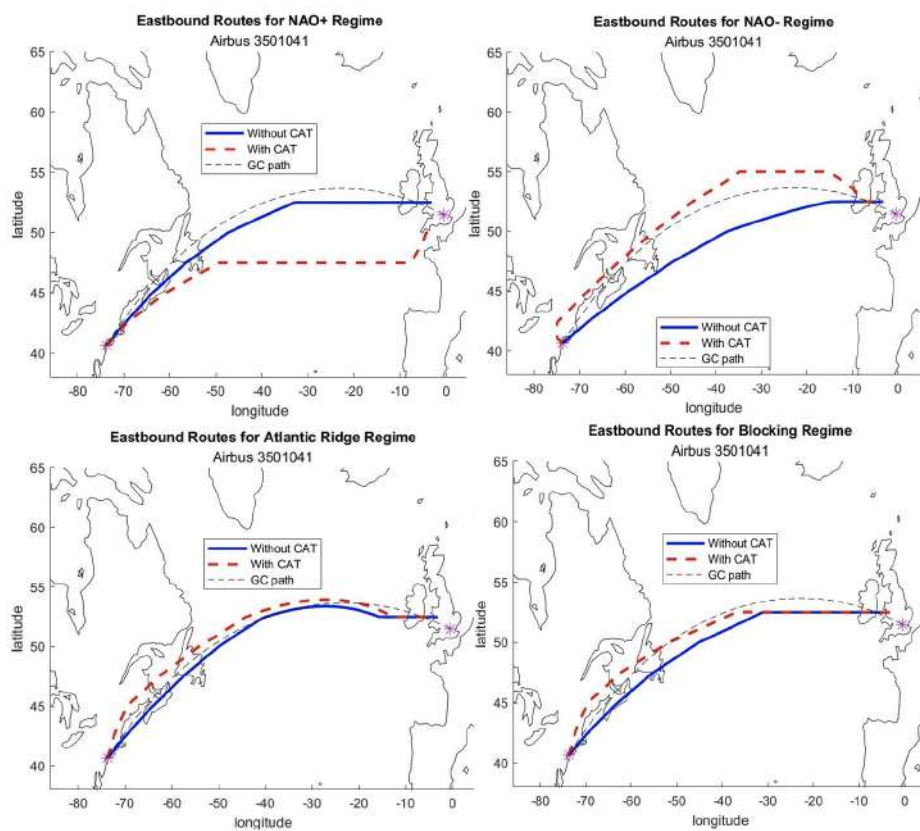 Eastbound Routes for NAO+ Regime
Airbus 3501041
65
60
55
50
45
40
latitude
Without CAT
With CAT
GC path
-80
-70
-60
-50
-40
-30
-20
-10
0
longitude
Eastbound Routes for NAO- Regime
Airbus 3501041
65
60
55
50
45
40
latitude
Without CAT
With CAT
GC path
-80
-70
-60
-50
-40
-30
-20
-10
0
longitude
Eastbound Routes for Atlantic Ridge Regime
Airbus 3501041
65
60
55
50
45
40
latitude
Without CAT
With CAT
GC path
-80
-70
-60
-50
-40
-30
-20
-10
0
longitude
Eastbound Routes for Blocking Regime
Airbus 3501041
65
60
55
50
45
40
latitude
Without CAT
With CAT
GC path
-80
-70
-60
-50
-40
-30
-20
-10
0
longitude